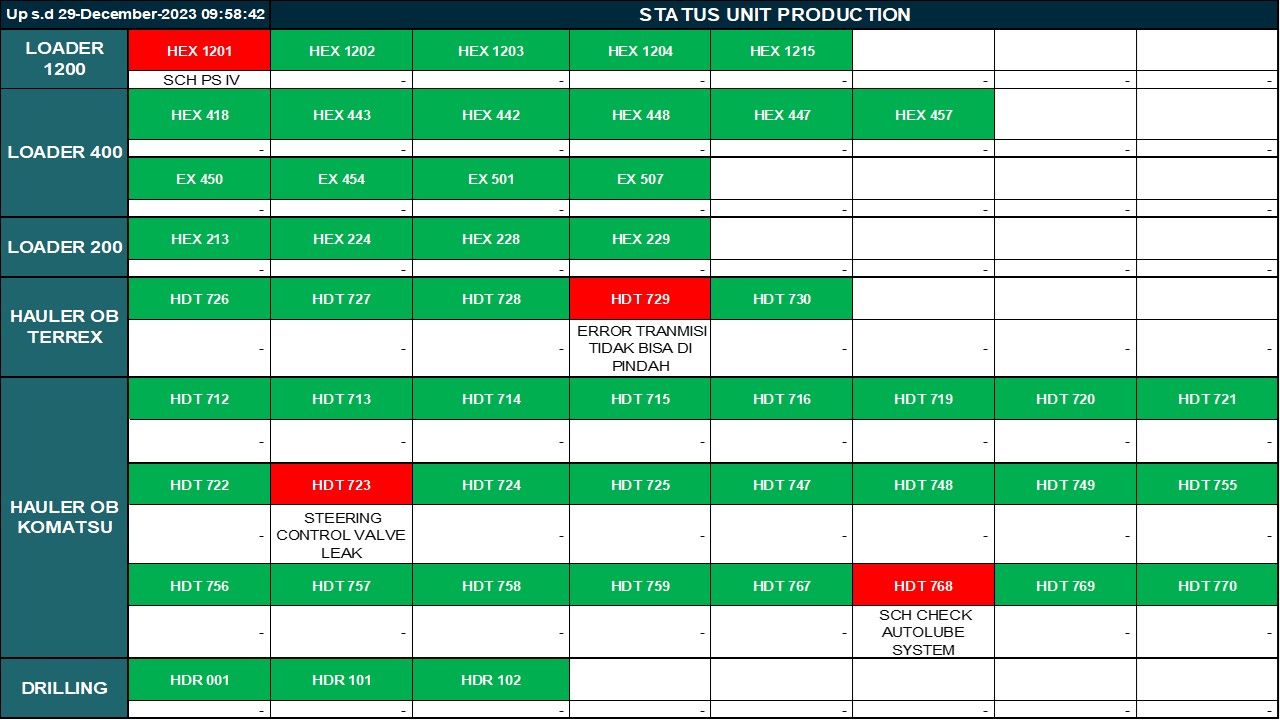 Up s.d 29-December-2023 09:58:42 STATUS UNIT PRODUCTION
LOADER 1200
HEX 1201 HEX 1202 HEX 1203 HEX 1204 HEX 1215
SCH PS IV - - - - - - -
LOADER 400
HEX 418 HEX 443 HEX 442 HEX 448 HEX 447 HEX 457
- - - - - - - -
EX 450 EX 454 EX 501 EX 507
- - - - - - - -
LOADER 200
HEX 213 HEX 224 HEX 228 HEX 229
- - - - - - - -
HAULER OB TERREX
HDT 726 HDT 727 HDT 728 HDT 729 HDT 730
- - - ERROR TRANMISI TIDAK BISA DI PINDAH - - - -
HAULER OB KOMATSU
HDT 712 HDT 713 HDT 714 HDT 715 HDT 716 HDT 719 HDT 720 HDT 721
- - - - - - - -
HDT 722 HDT 723 HDT 724 HDT 725 HDT 747 HDT 748 HDT 749 HDT 755
- STEERING CONTROL VALVE LEAK - - - - - -
HDT 756 HDT 757 HDT 758 HDT 759 HDT 767 HDT 768 HDT 769 HDT 770
- - - - - SCH CHECK AUTOLUBE SYSTEM - -
DRILLING
HDR 001 HDR 101 HDR 102
- - - - - - - -